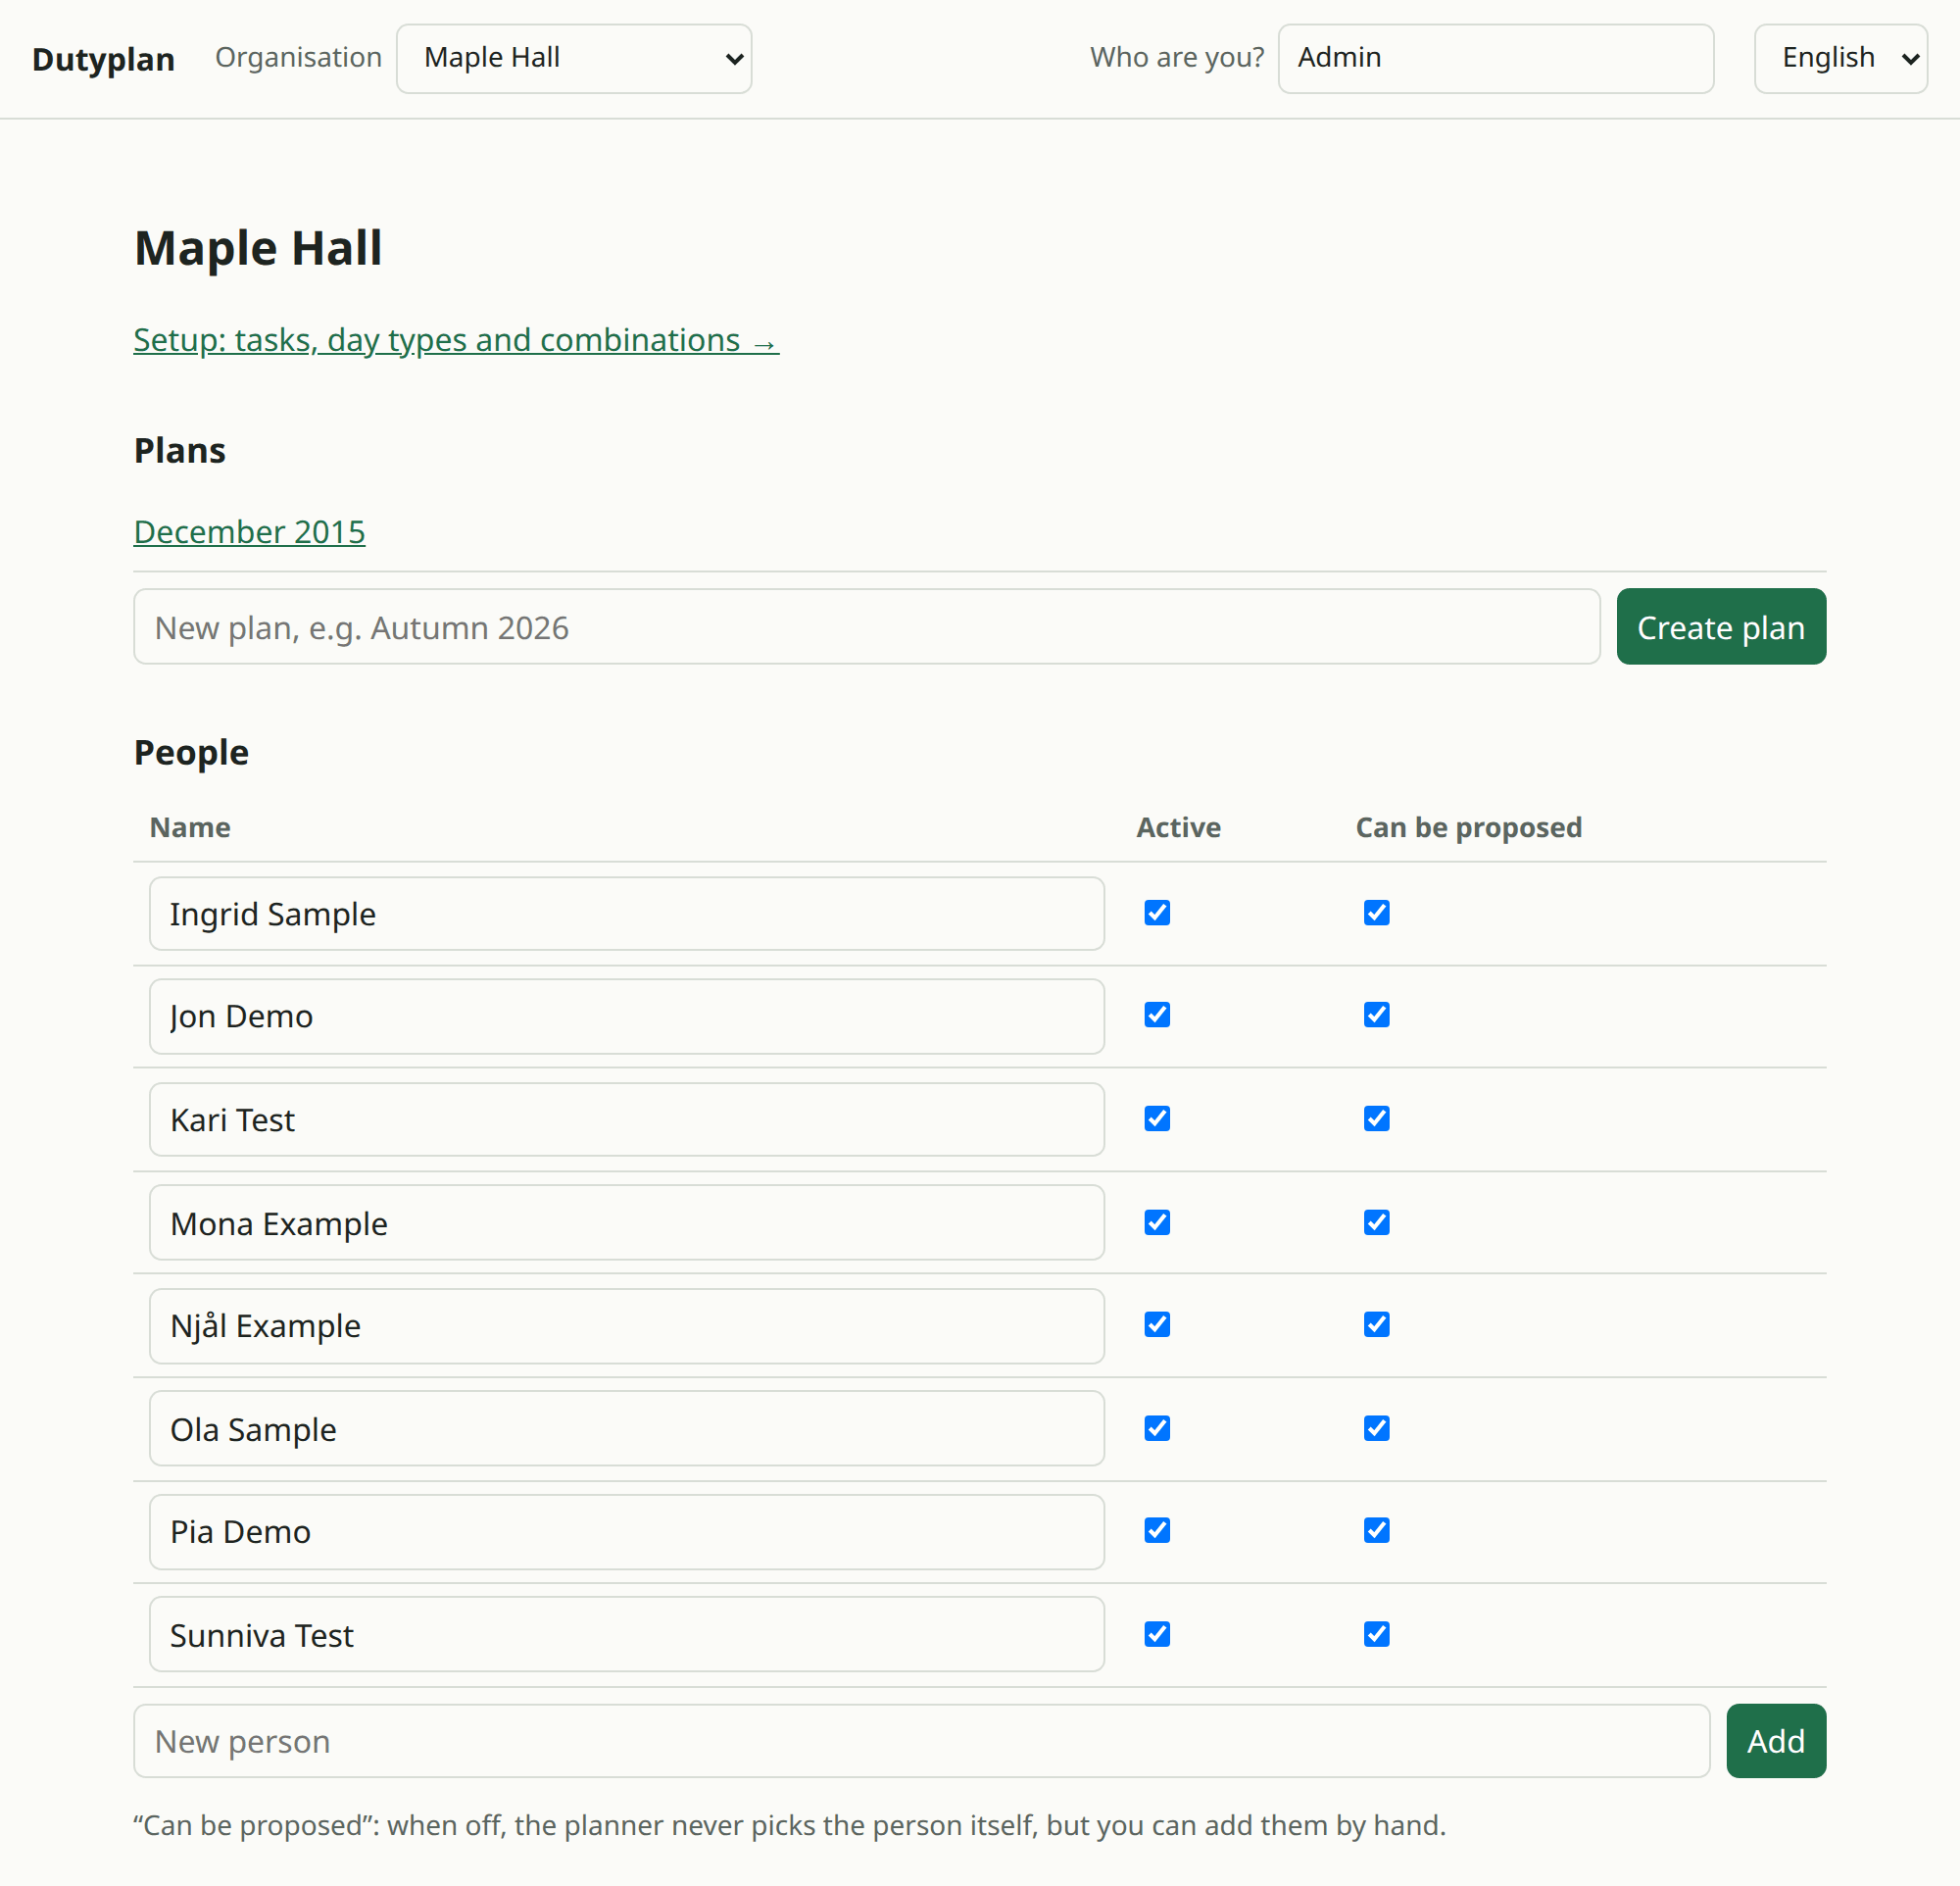 Dutyplan Organisation Maple Hall Who are you? Admin English
Maple Hall
Setup: tasks, day types and combinations →
Plans
December 2015
New plan, e.g. Autumn 2026 Create plan
People
Name Active Can be proposed
Ingrid Sample
Jon Demo
Kari Test
Mona Example
Njål Example
Ola Sample
Pia Demo
Sunniva Test
New person Add
“Can be proposed”: when off, the planner never picks the person itself, but you can add them by hand.